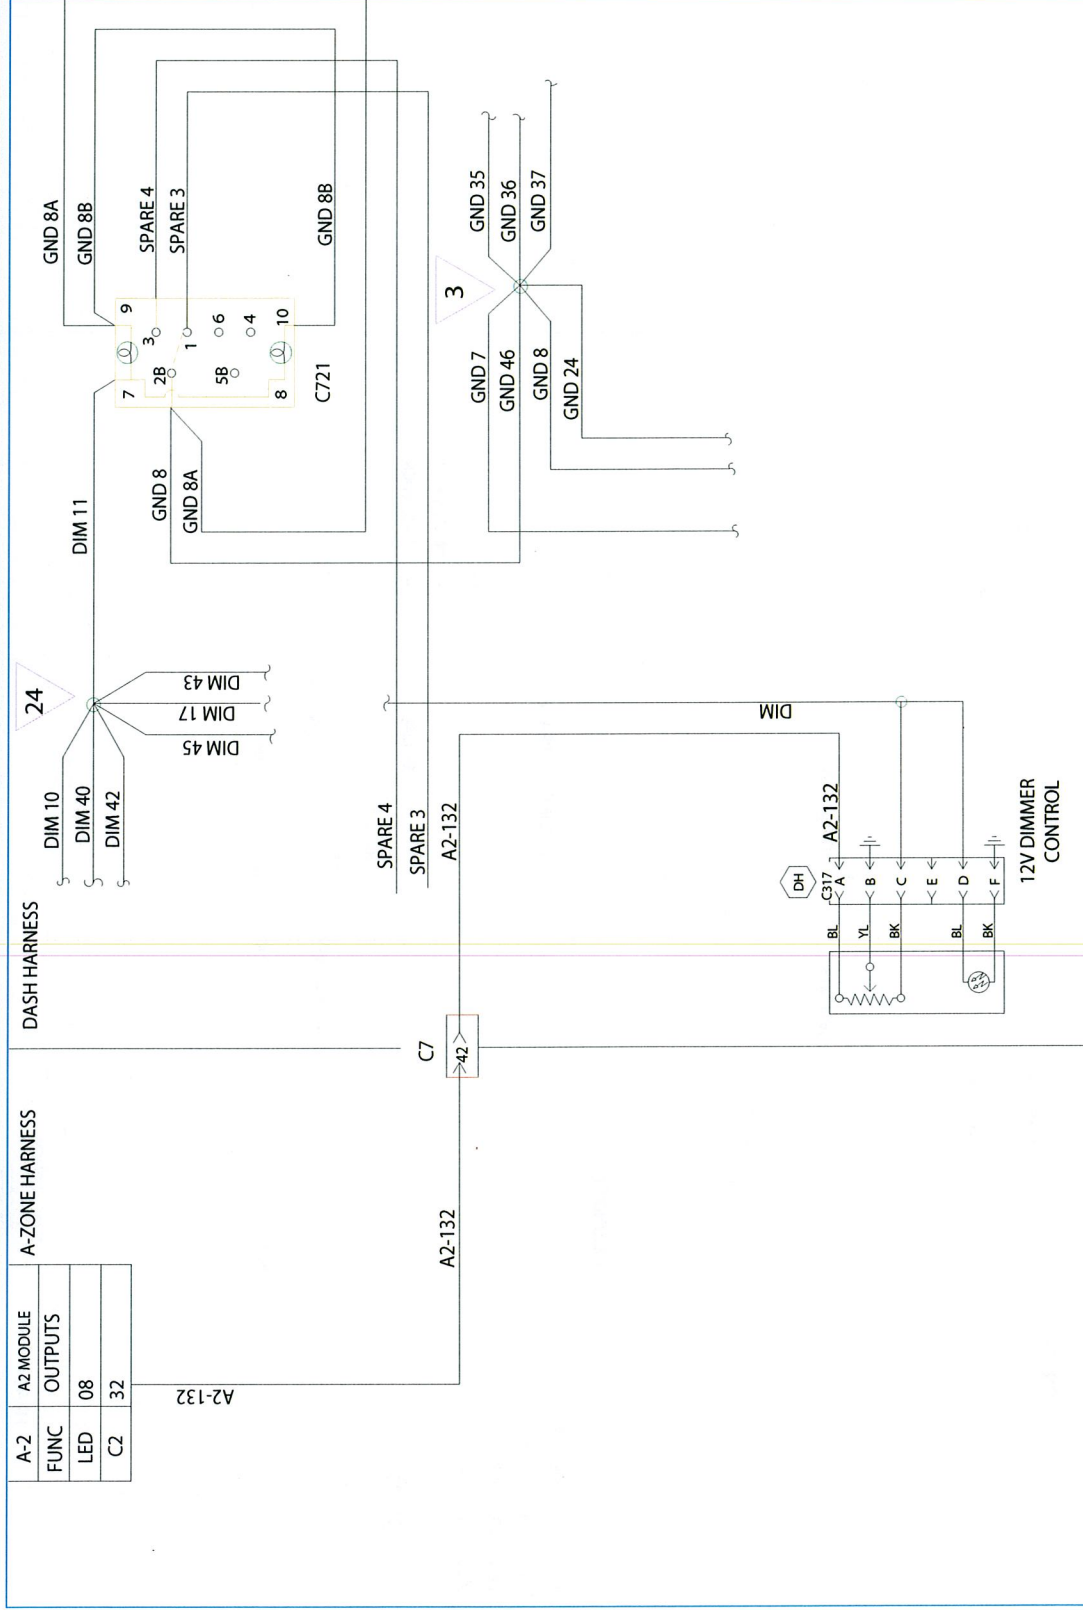 A-2 A2 MODULE
FUNC OUTPUTS
LED 08
C2 32
A-ZONE HARNESS
DASH HARNESS
A2-132
A2-132
C7
42
A2-132
A2-132
SPARE 4
SPARE 3
DIM 10
DIM 40
DIM 42
24
DIM 43
DIM 17
DIM 45
DIM 11
GND 8
GND 8A
GND 8A
GND 8B
SPARE 4
SPARE 3
GND 8B
7
9
2B
3
1
6
5B
4
8
10
C721
3
GND 7
GND 46
GND 8
GND 24
GND 35
GND 36
GND 37
DIM
DH
C317
BL A
YL B
BK C
E
BL D
BK F
12V DIMMER
CONTROL